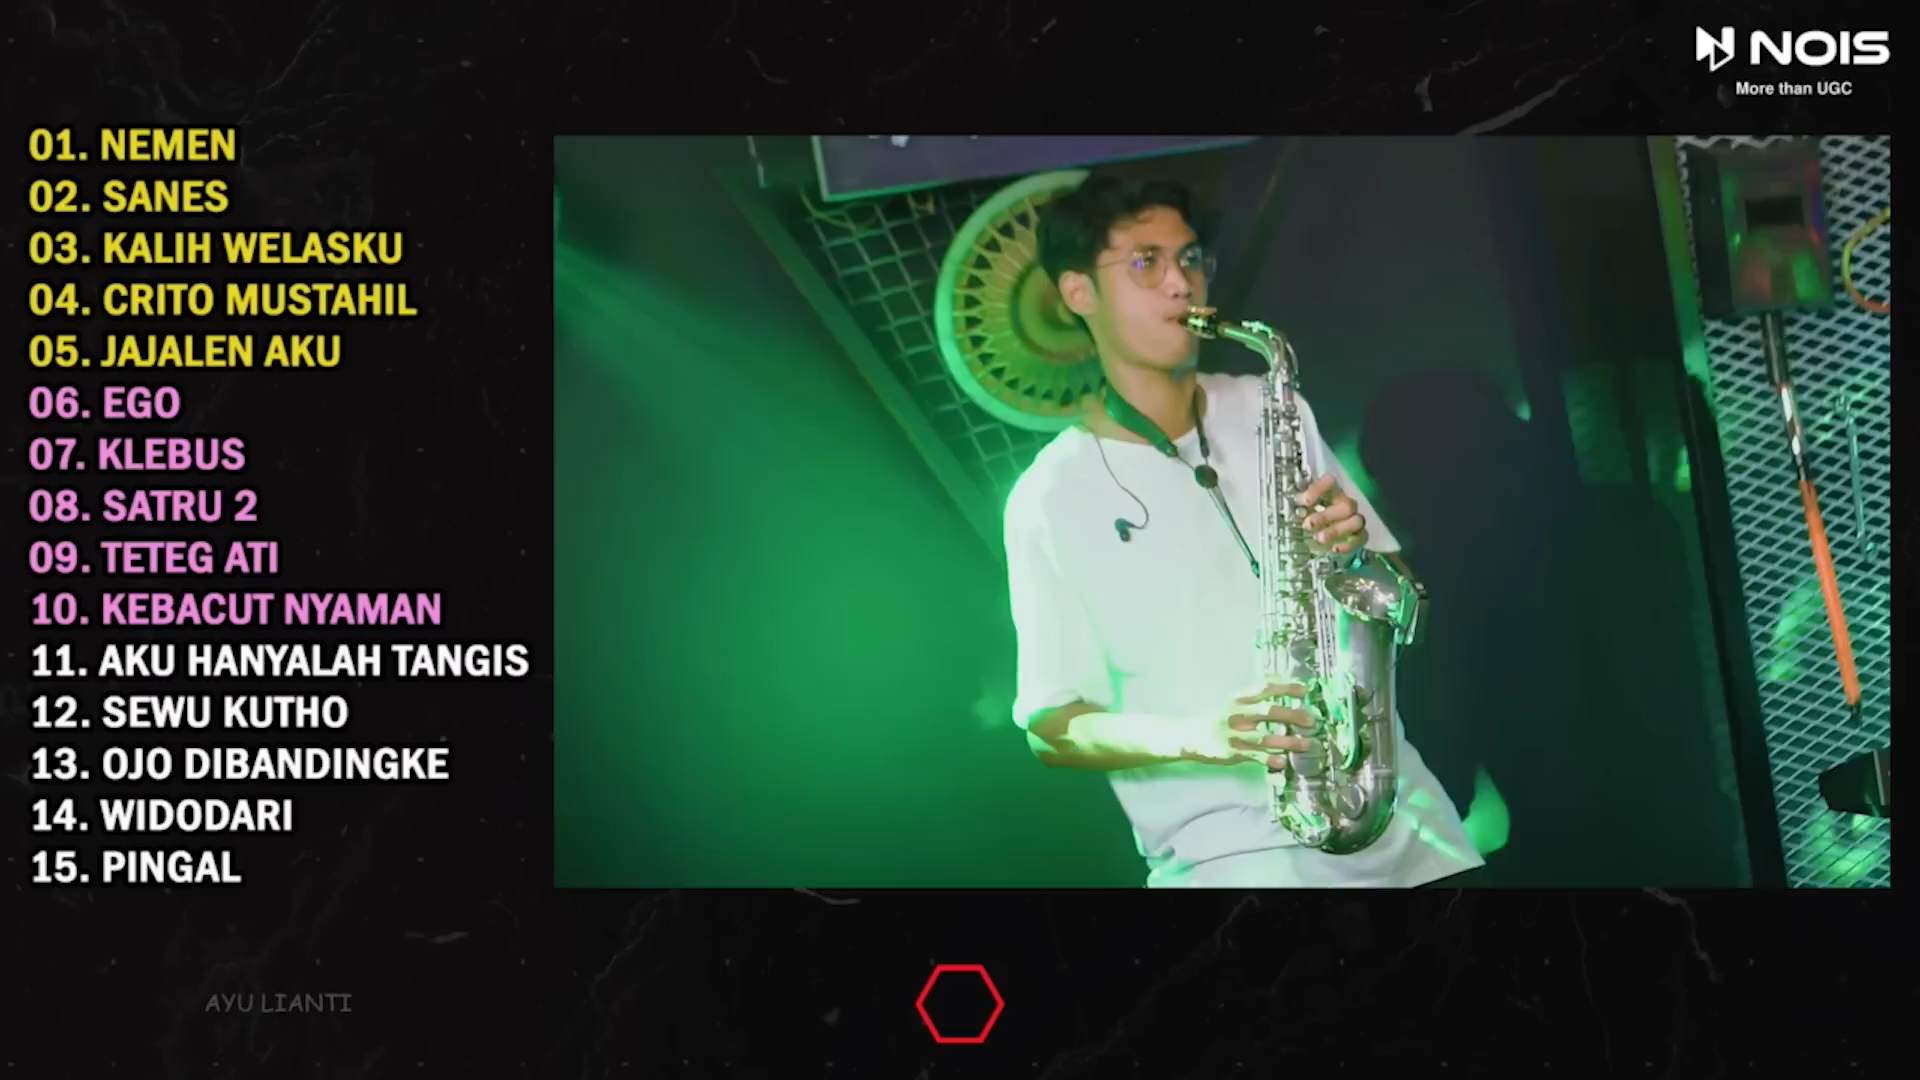 NOIS
More than UGC
01. NEMEN
02. SANES
03. KALIH WELASKU
04. CRITO MUSTAHIL
05. JAJALEN AKU
06. EGO
07. KLEBUS
08. SATRU 2
09. TETEG ATI
10. KEBACUT NYAMAN
11. AKU HANYALAH TANGIS
12. SEWU KUTHO
13. OJO DIBANDINGKE
14. WIDODARI
15. PINGAL
AYU LIANTI